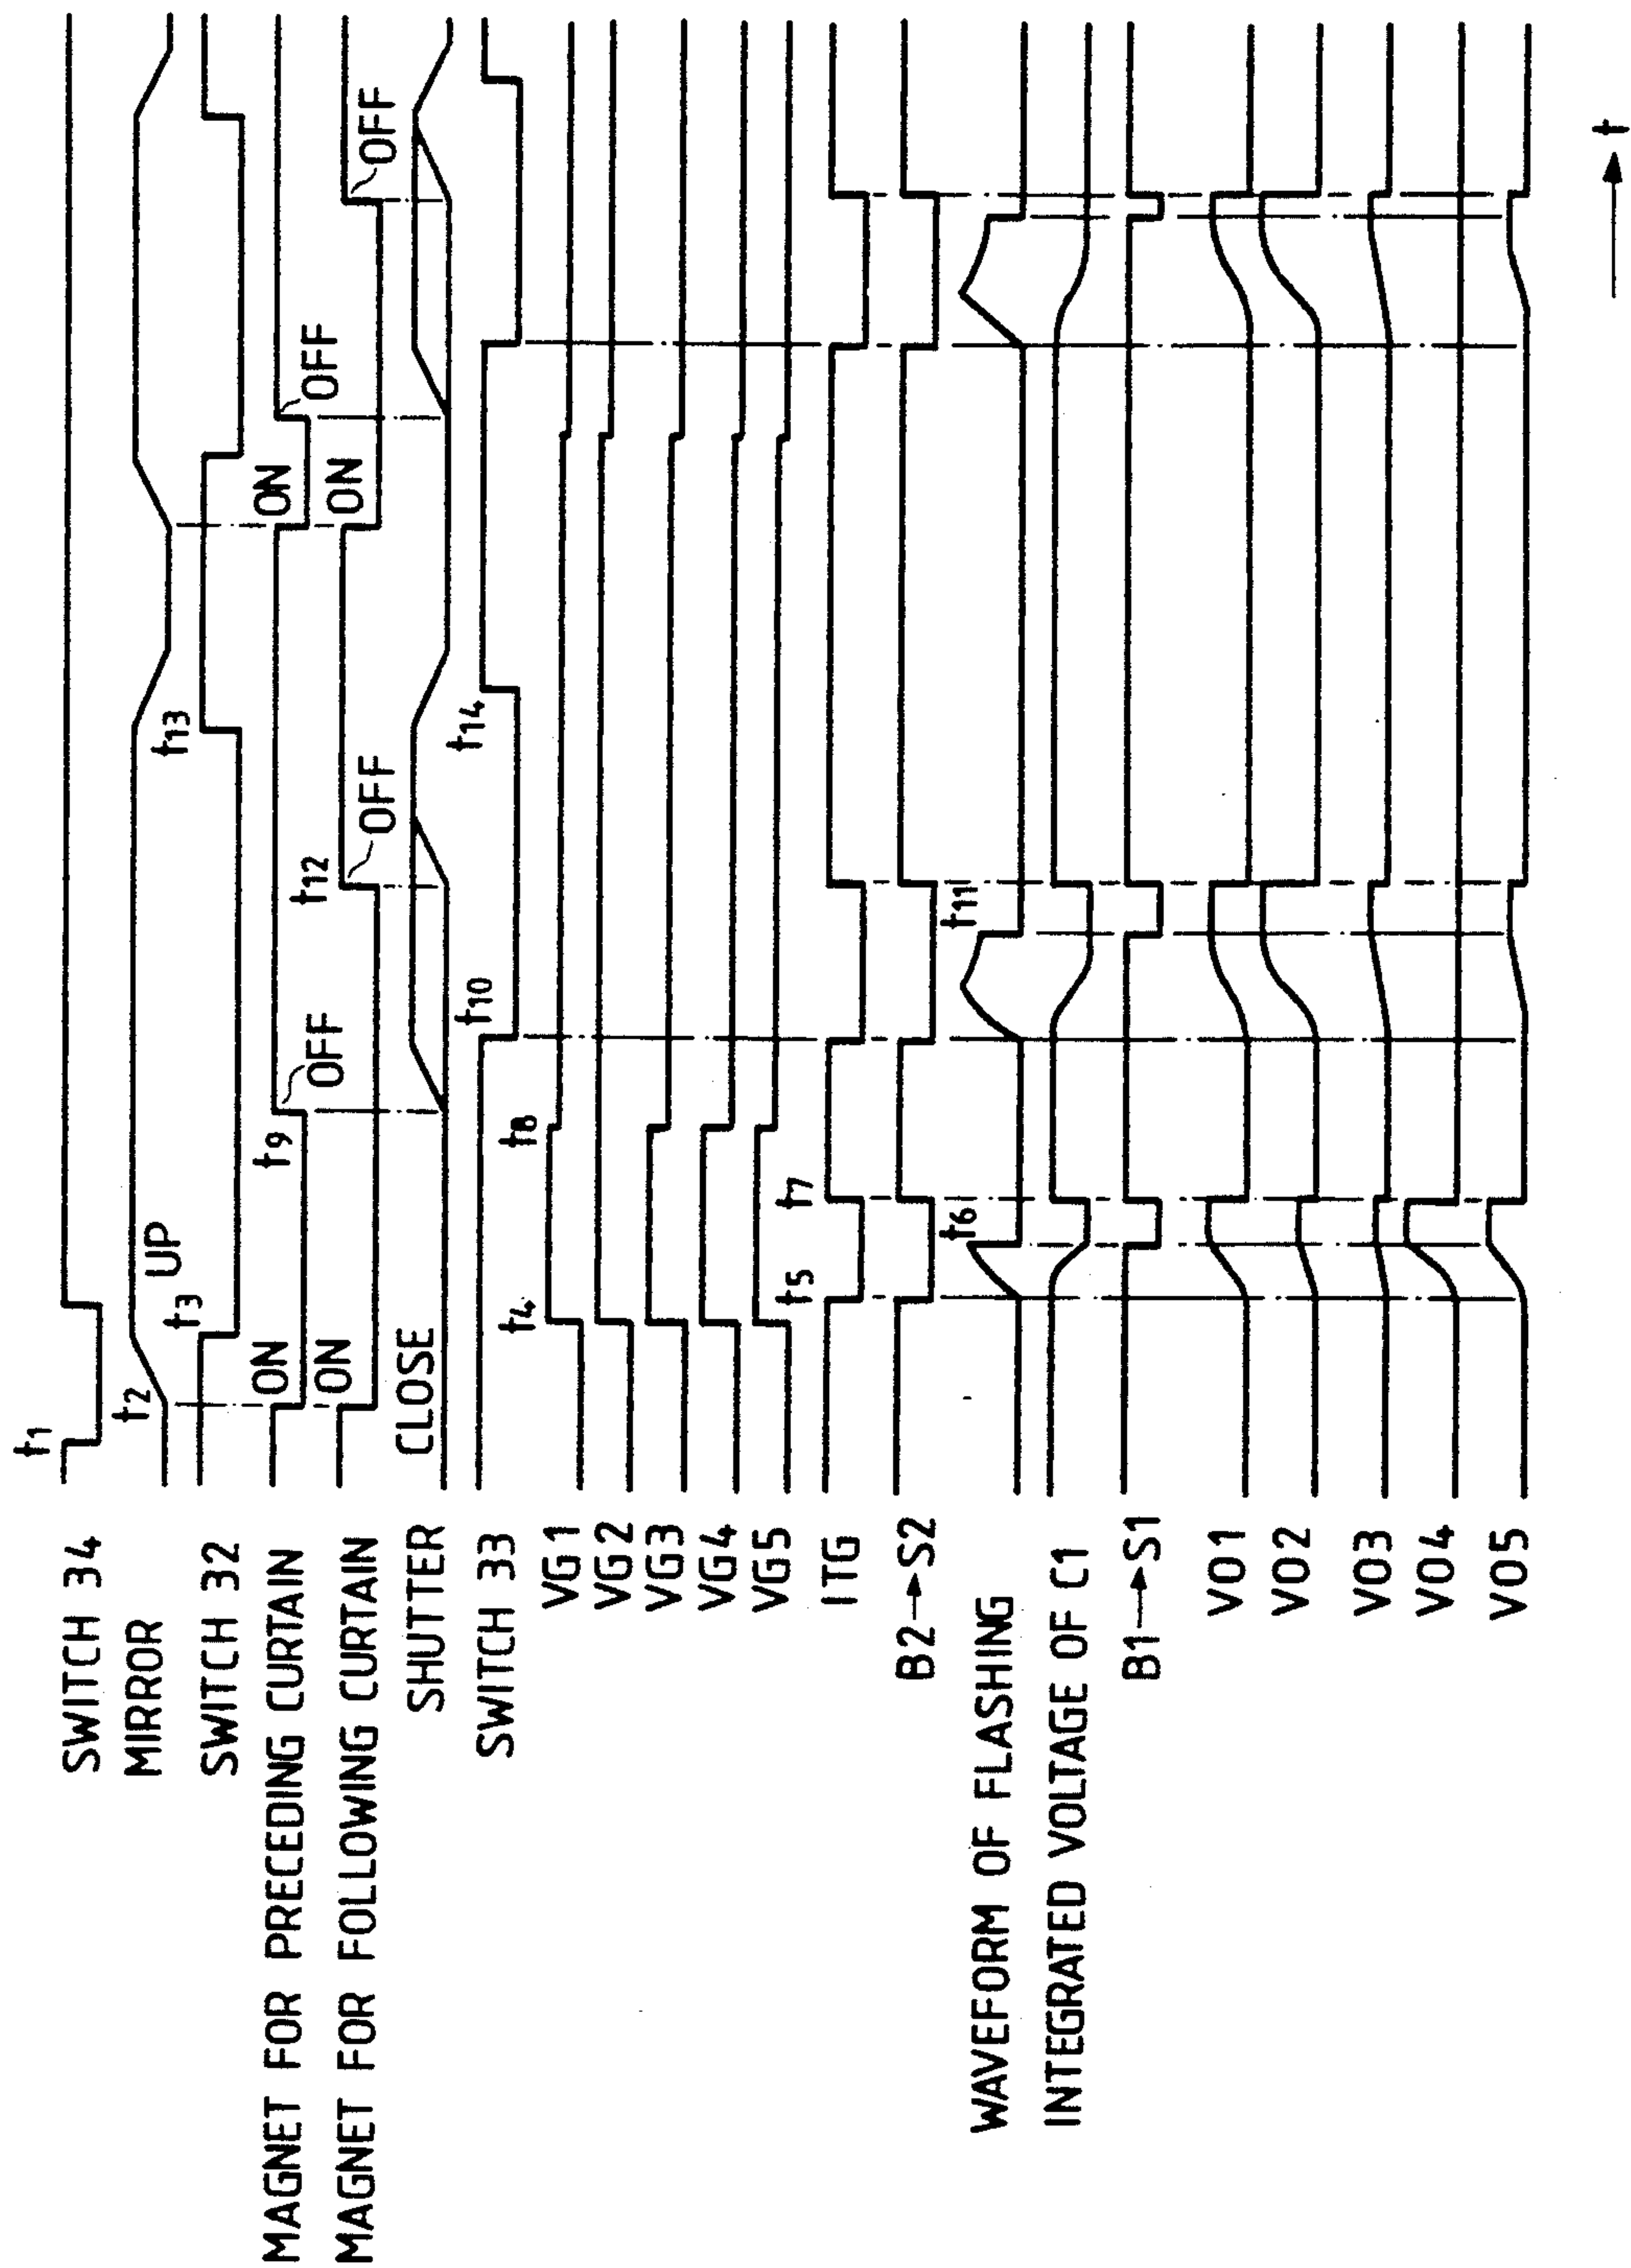 SWITCH 34
t1
MIRROR
t2
UP
SWITCH 32
t3
t13
MAGNET FOR PRECEDING CURTAIN
ON
t9
OFF
ON
OFF
MAGNET FOR FOLLOWING CURTAIN
ON
t12
OFF
ON
OFF
SHUTTER
CLOSE
SWITCH 33
t10
t14
VG1
t4
t8
VG2
VG3
VG4
VG5
ITG
t5
t7
B2→S2
WAVEFORM OF FLASHING
t6
t11
INTEGRATED VOLTAGE OF C1
B1→S1
VO1
VO2
VO3
VO4
VO5
t